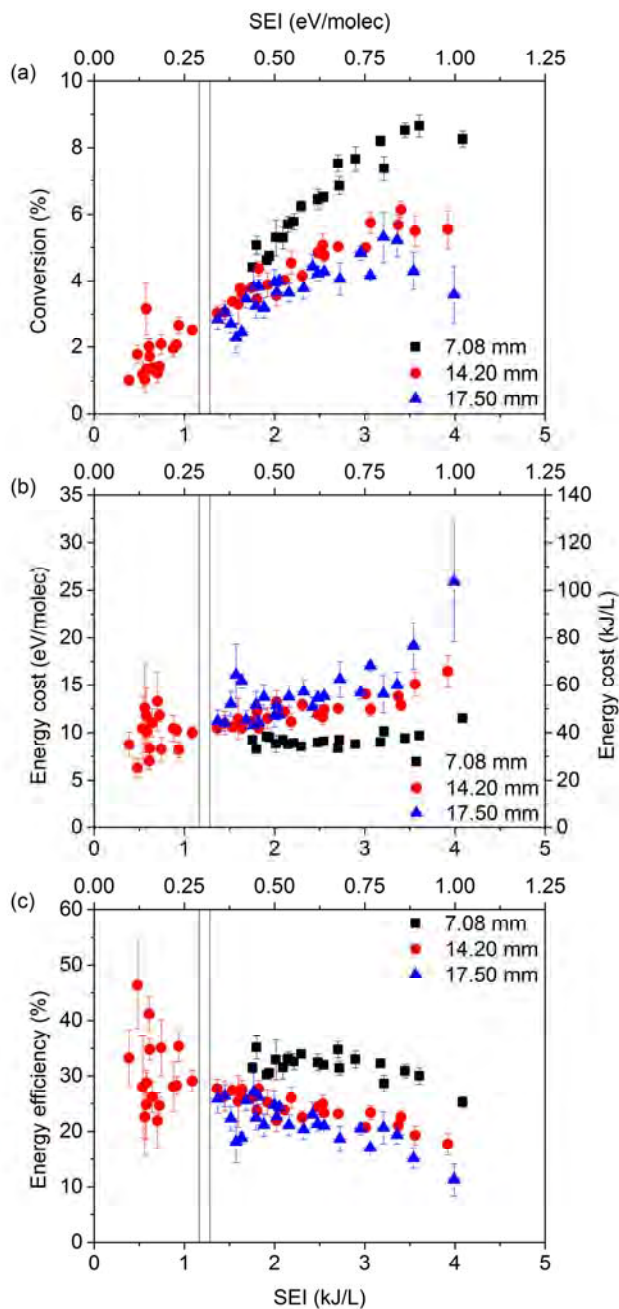 SEI (eV/molec)
0.00 0.25 0.50 0.75 1.00 1.25
(a)
10
8
6
4
2
0
Conversion (%)
7.08 mm
14.20 mm
17.50 mm
0 1 2 3 4 5
0.00 0.25 0.50 0.75 1.00 1.25
(b)
35
30
25
20
15
10
5
0
Energy cost (eV/molec)
140
120
100
80
60
40
20
0
Energy cost (kJ/L)
7.08 mm
14.20 mm
17.50 mm
0 1 2 3 4 5
0.00 0.25 0.50 0.75 1.00 1.25
(c)
60
50
40
30
20
10
0
Energy efficiency (%)
7.08 mm
14.20 mm
17.50 mm
0 1 2 3 4 5
SEI (kJ/L)